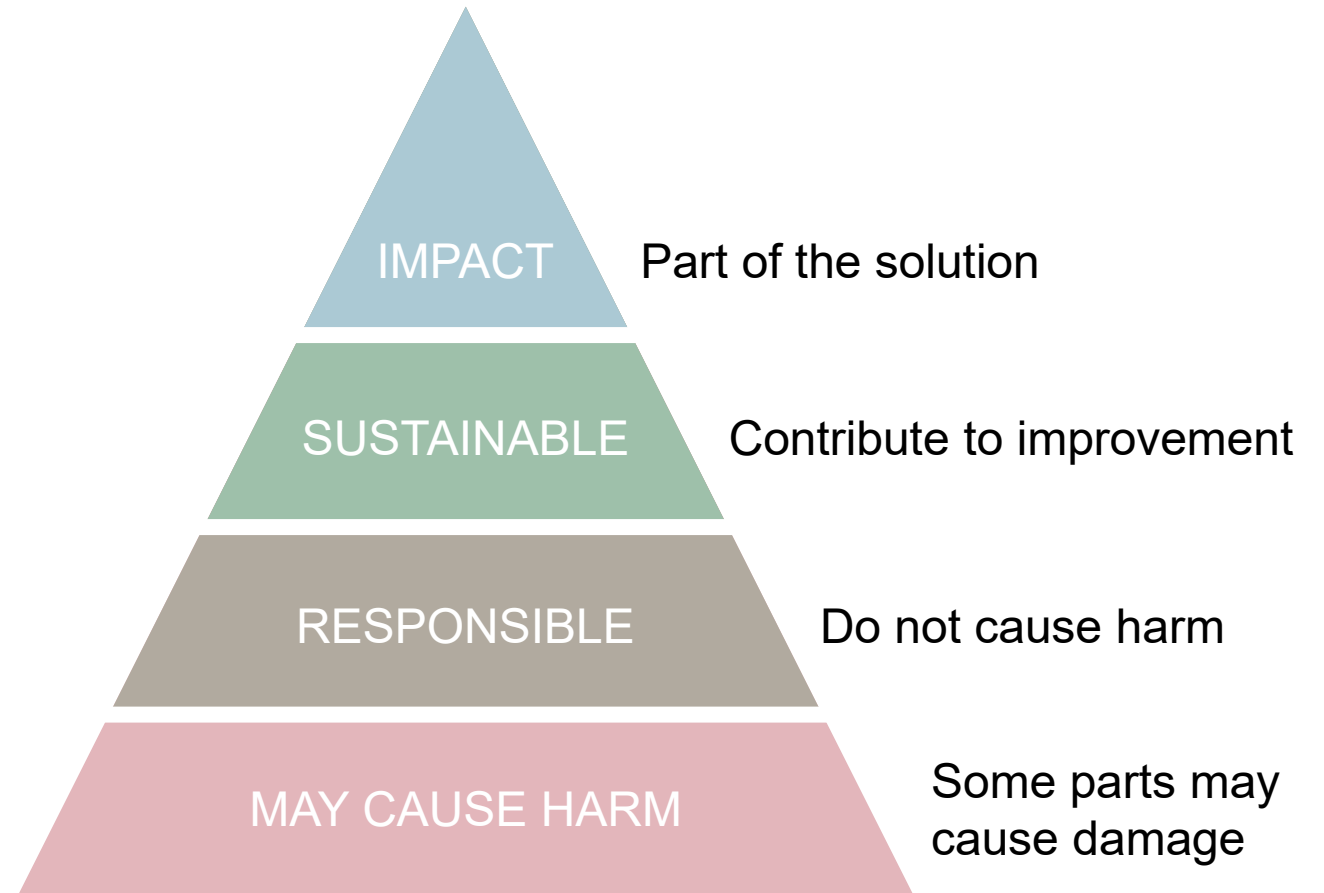 IMPACT
Part of the solution
SUSTAINABLE
Contribute to improvement
RESPONSIBLE
Do not cause harm
MAY CAUSE HARM
Some parts may
cause damage